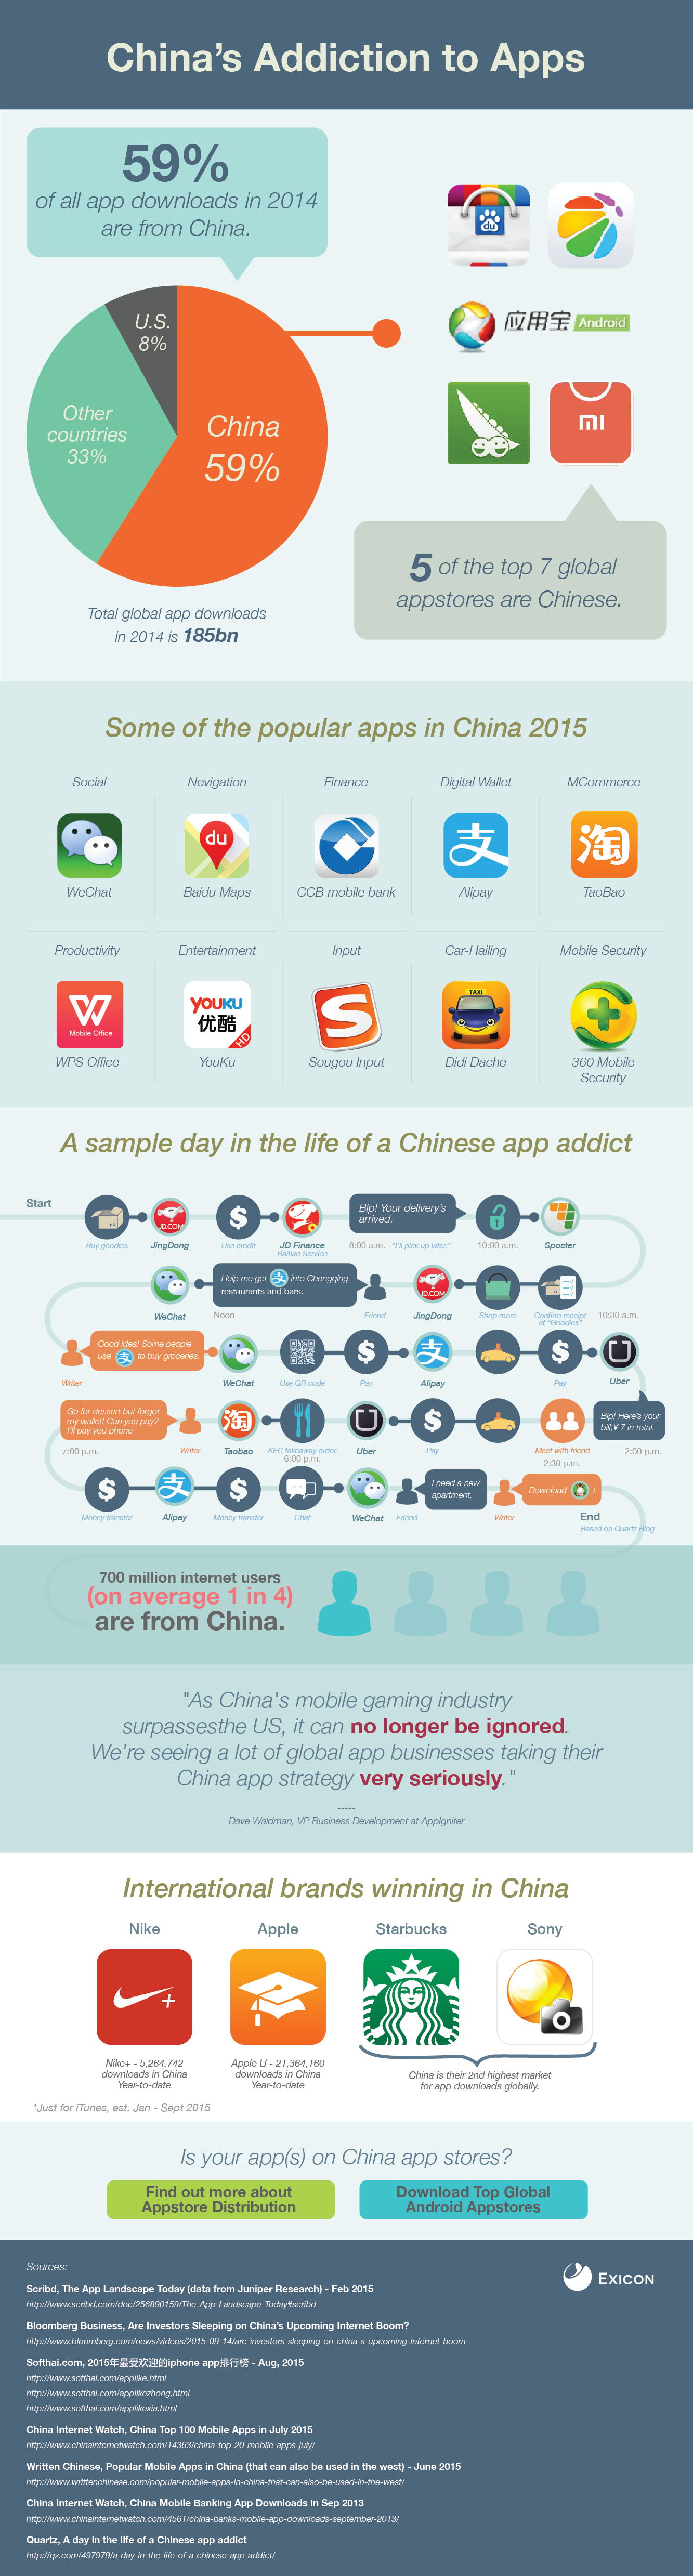 China's Addiction to Apps
59%
of all app downloads in 2014
are from China.
U.S.
8%
Other
countries
33%
China
59%
Total global app downloads
in 2014 is 185bn
du
应用宝 Android
MI
5 of the top 7 global
appstores are Chinese.
Some of the popular apps in China 2015
Social
Nevigation
Finance
Digital Wallet
MCommerce
du
支
淘
WeChat
Baidu Maps
CCB mobile bank
Alipay
TaoBao
Productivity
Entertainment
Input
Car-Hailing
Mobile Security
W
Mobile Office
YOUKU
优酷
HD
S
TAXI
WPS Office
YouKu
Sougou Input
Didi Dache
360 Mobile
Security
A sample day in the life of a Chinese app addict
Start
JD.COM
$
Bip! Your delivery's
arrived.
Buy goodies
JingDong
Use credit
JD Finance
Baitiao Service
8:00 a.m.
"I'll pick up later."
10:00 a.m.
Sposter
Help me get 支 into Chongqing
restaurants and bars.
JD.COM
WeChat
Noon
Friend
JingDong
Shop more
Confirm receipt
of "Goodies"
10:30 a.m.
Good idea! Some people
use 支 to buy groceries.
$
支
$
Writer
WeChat
Use QR code
Pay
Alipay
Pay
Uber
Go for dessert but forgot
my wallet! Can you pay?
I'll pay you phone
淘
$
Bip! Here's your
bill,¥ 7 in total.
Writer
Taobao
KFC takeaway order
Uber
Pay
Meet with friend
7:00 p.m.
6:00 p.m.
2:30 p.m.
2:00 p.m.
$
支
$
I need a new
apartment.
Download !
Money transfer
Alipay
Money transfer
Chat
WeChat
Friend
Writer
End
Based on Quartz Blog
700 million internet users
(on average 1 in 4)
are from China.
"As China's mobile gaming industry
surpassesthe US, it can no longer be ignored.
We're seeing a lot of global app businesses taking their
China app strategy very seriously."
-----
Dave Waldman, VP Business Development at AppIgniter
International brands winning in China
Nike
Apple
Starbucks
Sony
Nike+ - 5,264,742
downloads in China
Year-to-date
Apple U - 21,364,160
downloads in China
Year-to-date
China is their 2nd highest market
for app downloads globally.
*Just for iTunes, est. Jan - Sept 2015
Is your app(s) on China app stores?
Find out more about
Appstore Distribution
Download Top Global
Android Appstores
Sources:
EXICON
Scribd, The App Landscape Today (data from Juniper Research) - Feb 2015
http://www.scribd.com/doc/256890159/The-App-Landscape-Today#scribd
Bloomberg Business, Are Investors Sleeping on China's Upcoming Internet Boom?
http://www.bloomberg.com/news/videos/2015-09-14/are-investors-sleeping-on-china-s-upcoming-internet-boom-
Softhai.com, 2015年最受欢迎的iphone app排行榜 - Aug, 2015
http://www.softhai.com/applike.html
http://www.softhai.com/applikezhong.html
http://www.softhai.com/applikexia.html
China Internet Watch, China Top 100 Mobile Apps in July 2015
http://www.chinainternetwatch.com/14363/china-top-20-mobile-apps-july/
Written Chinese, Popular Mobile Apps in China (that can also be used in the west) - June 2015
http://www.writtenchinese.com/popular-mobile-apps-in-china-that-can-also-be-used-in-the-west/
China Internet Watch, China Mobile Banking App Downloads in Sep 2013
http://www.chinainternetwatch.com/4561/china-banks-mobile-app-downloads-september-2013/
Quartz, A day in the life of a Chinese app addict
http://qz.com/497979/a-day-in-the-life-of-a-chinese-app-addict/